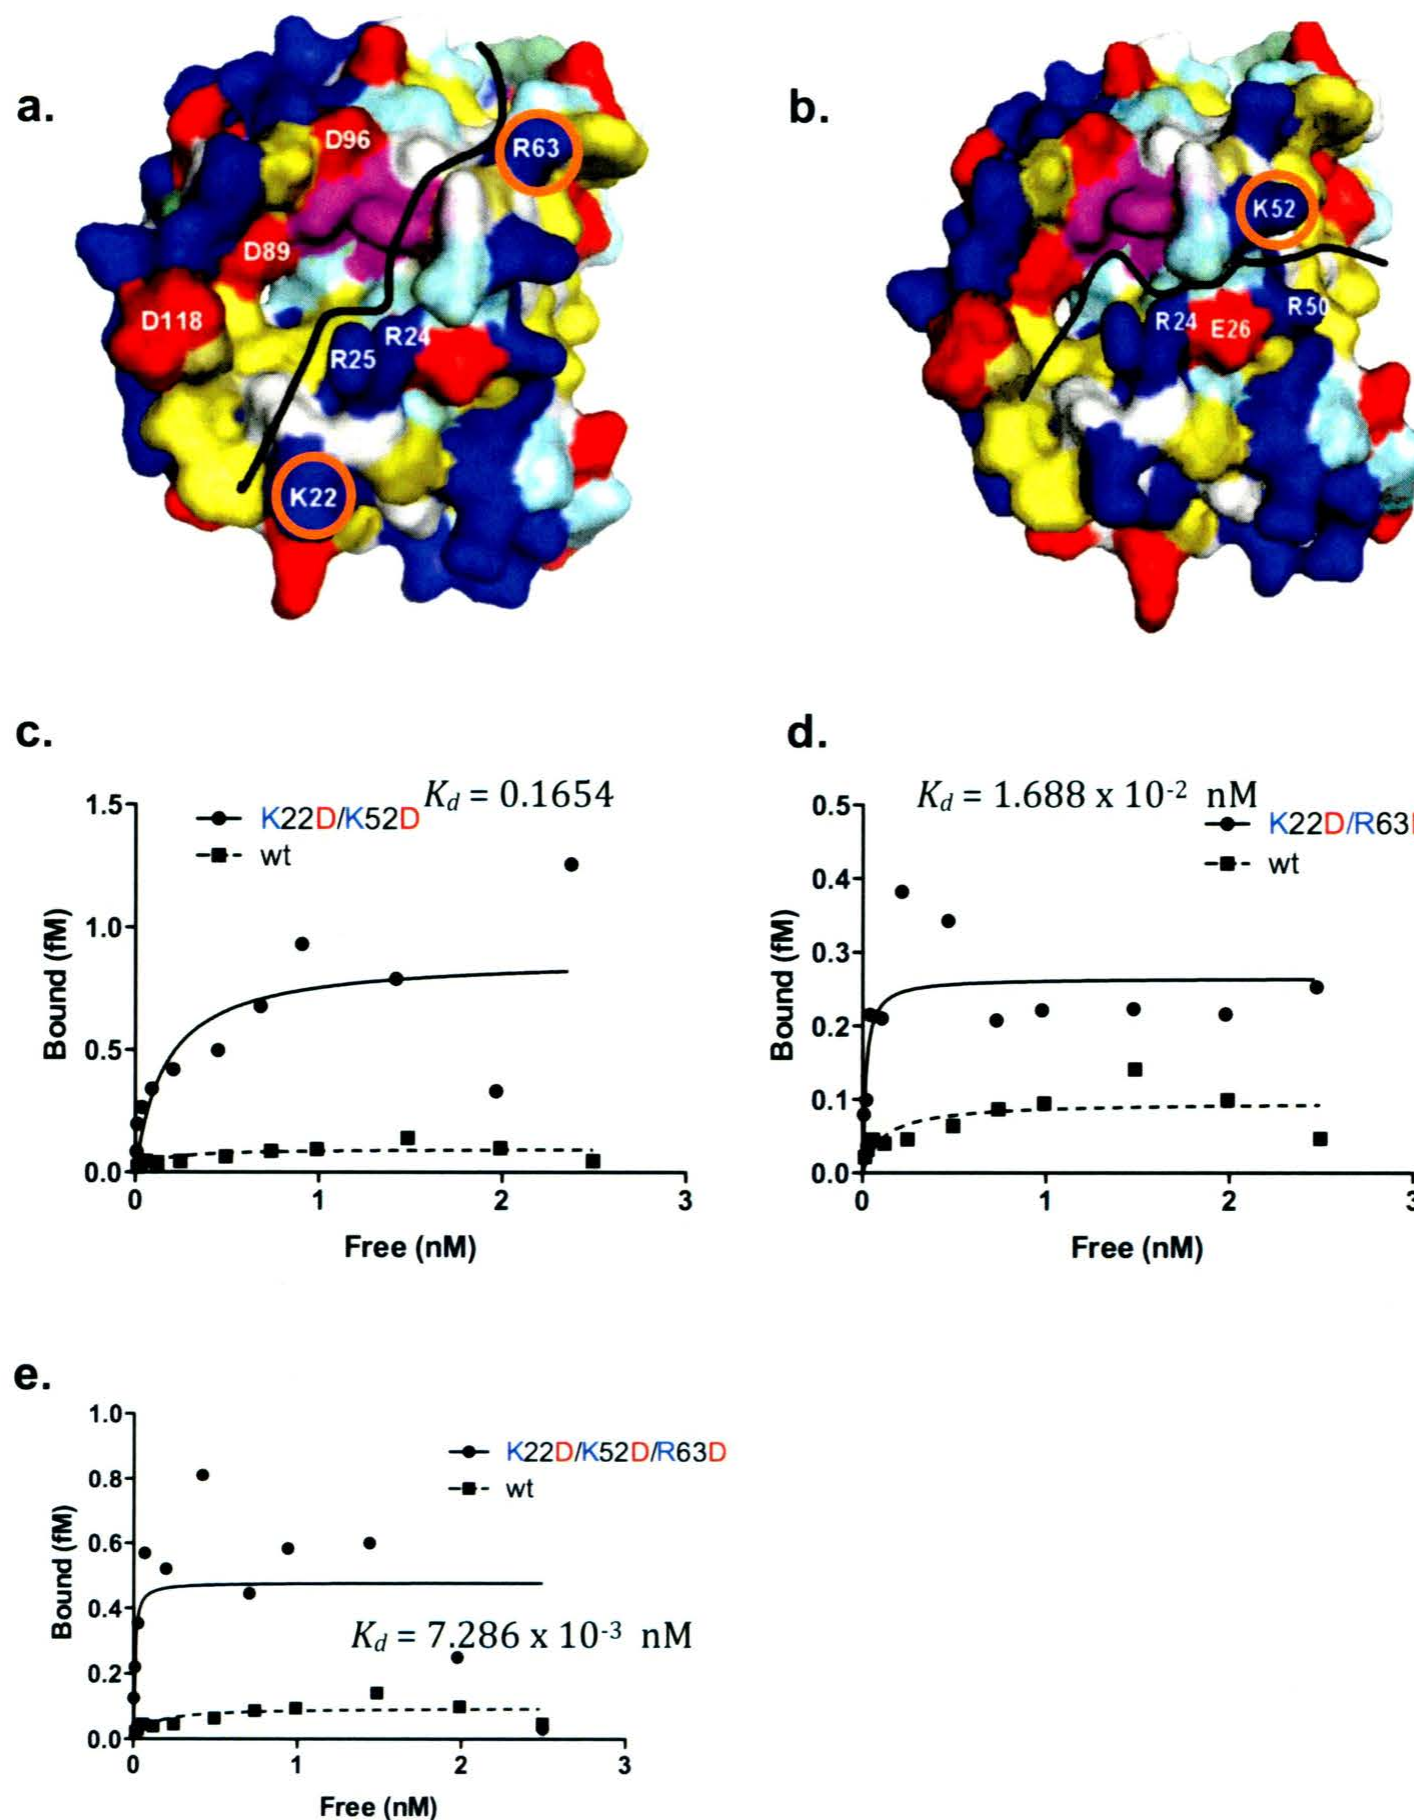 a.
D96
R63
D89
D118
R24
R25
K22
b.
K52
R24
E26
R50
c.
Kd = 0.1654
K22D/K52D
wt
1.5
1.0
0.5
0.0
Bound (fM)
0 1 2 3
Free (nM)
d.
Kd = 1.688 x 10-2 nM
K22D/R63
wt
0.5
0.4
0.3
0.2
0.1
0.0
Bound (fM)
0 1 2 3
Free (nM)
e.
K22D/K52D/R63D
wt
Kd = 7.286 x 10-3 nM
1.0
0.8
0.6
0.4
0.2
0.0
Bound (fM)
0 1 2 3
Free (nM)